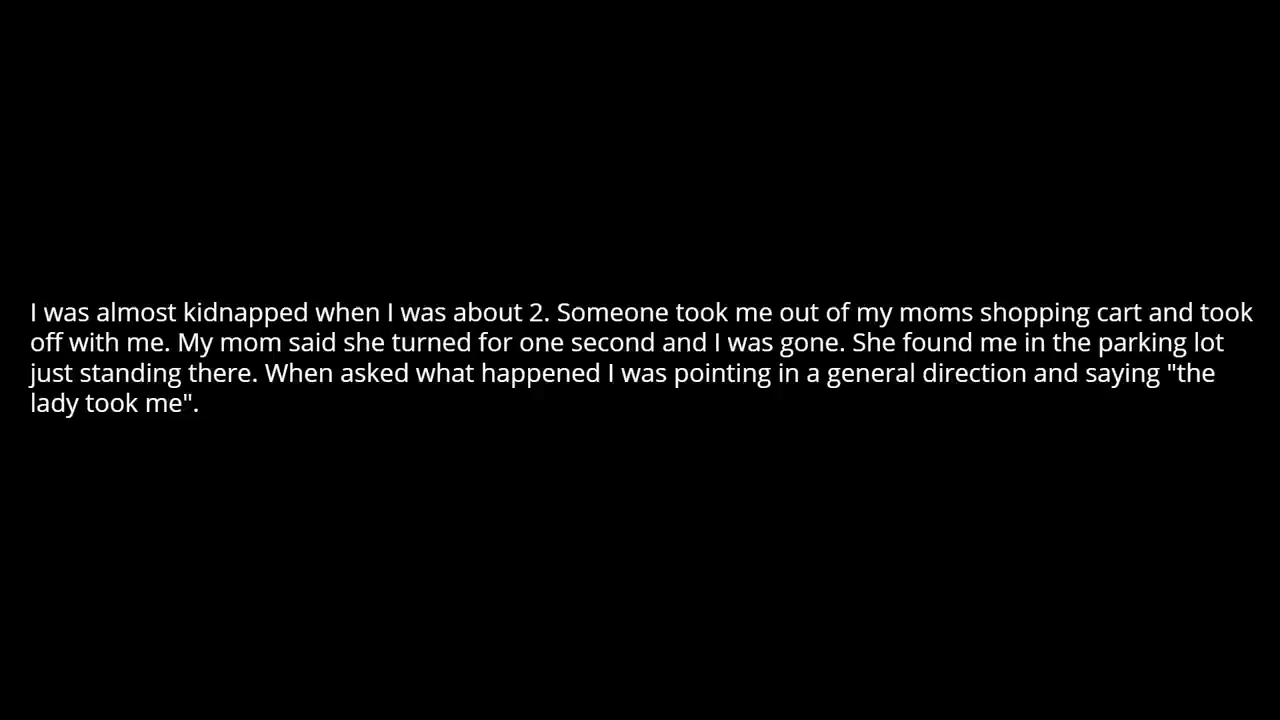 I was almost kidnapped when I was about 2. Someone took me out of my moms shopping cart and took
off with me. My mom said she turned for one second and I was gone. She found me in the parking lot
just standing there. When asked what happened I was pointing in a general direction and saying "the
lady took me".